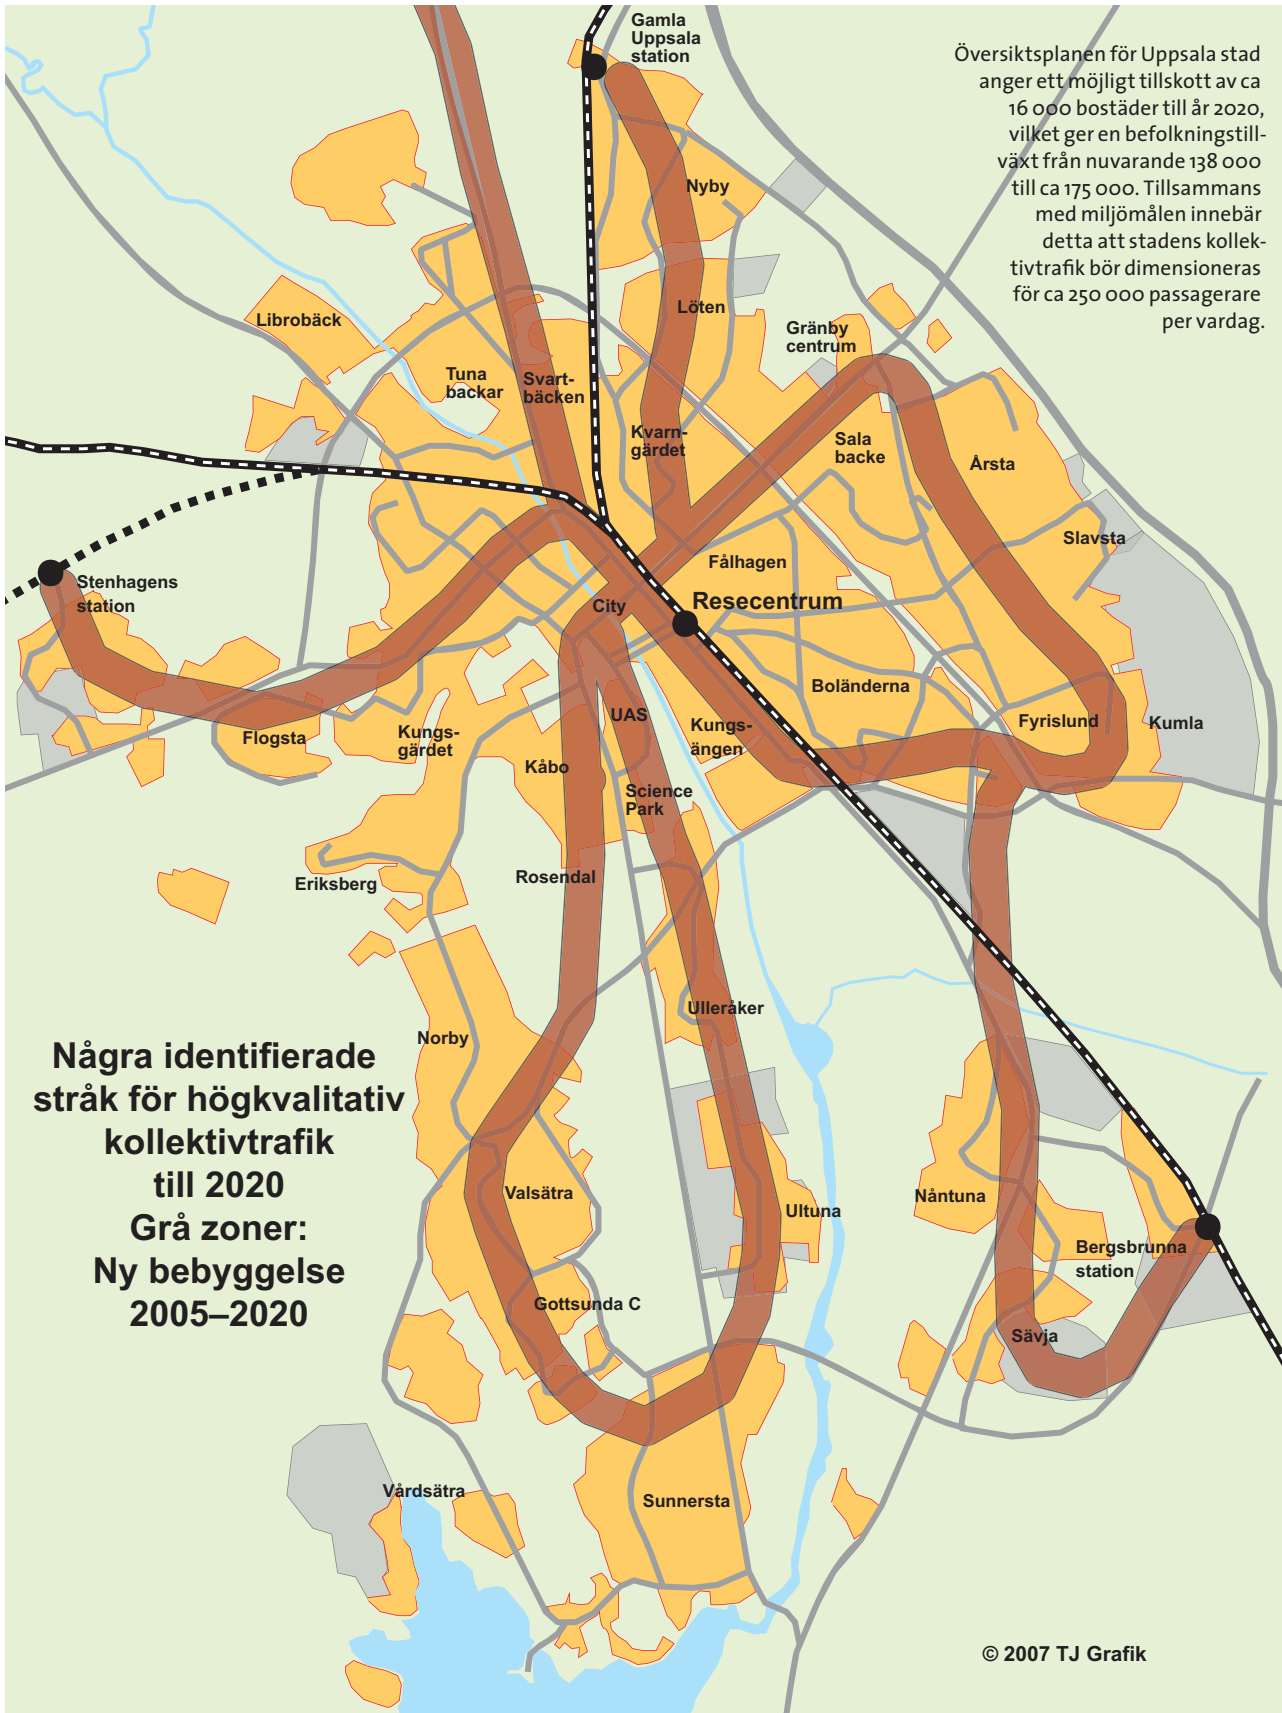 Gamla
Uppsala
station
Översiktsplanen för Uppsala stad
anger ett möjligt tillskott av ca
16 000 bostäder till år 2020,
vilket ger en befolkningstill-
växt från nuvarande 138 000
till ca 175 000. Tillsammans
med miljömålen innebär
detta att stadens kollek-
tivtrafik bör dimensioneras
för ca 250 000 passagerare
per vardag.
Nyby
Löten
Librobäck
Gränby
centrum
Tuna
backar
Svart-
bäcken
Kvarn-
gärdet
Sala
backe
Årsta
Slavsta
Fålhagen
Stenhagens
station
City
Resecentrum
Boländerna
UAS
Kungs-
ängen
Fyrislund
Kumla
Flogsta
Kungs-
gärdet
Kåbo
Science
Park
Eriksberg
Rosendal
Ulleråker
Norby
Några identifierade
stråk för högkvalitativ
kollektivtrafik
till 2020
Grå zoner:
Ny bebyggelse
2005–2020
Valsätra
Ultuna
Nåntuna
Bergsbrunna
station
Gottsunda C
Sävja
Vårdsätra
Sunnersta
© 2007 TJ Grafik